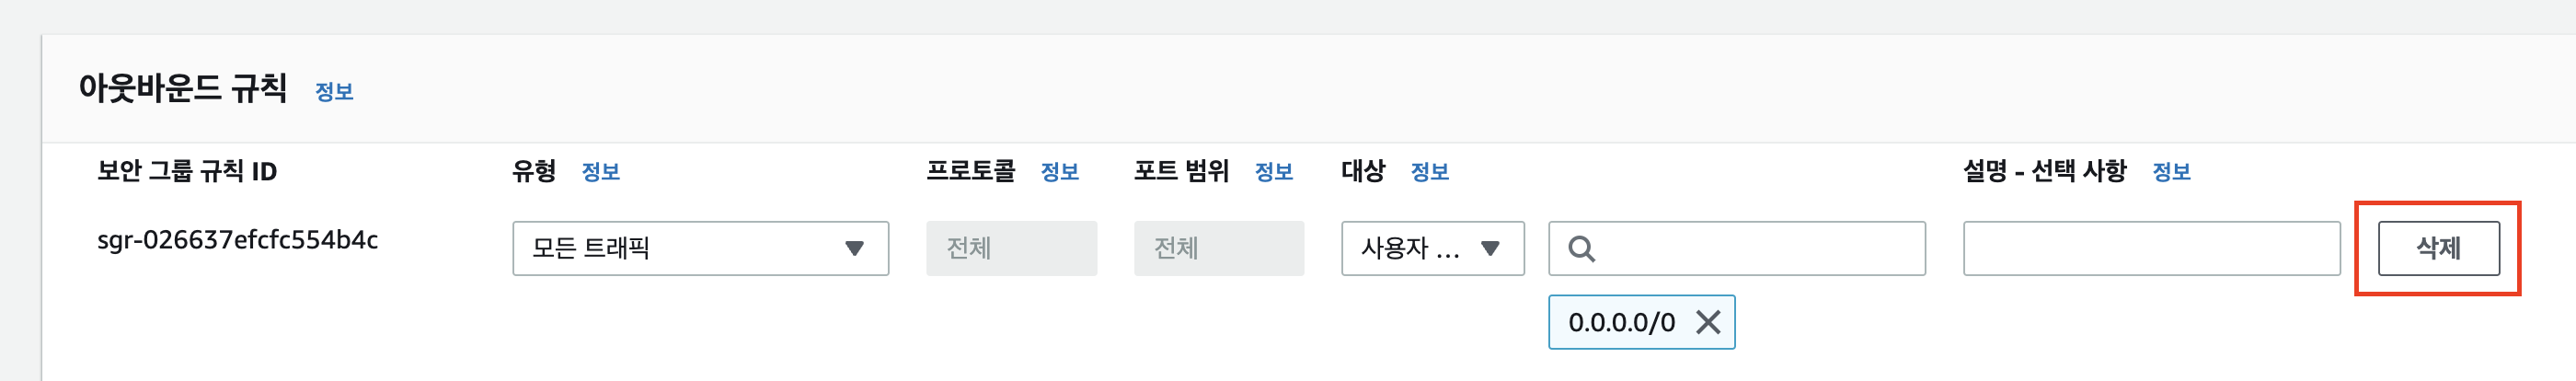 아웃바운드 규칙 정보
보안 그룹 규칙 ID 유형 정보 프로토콜 정보 포트 범위 정보 대상 정보 설명 - 선택 사항 정보
sgr-026637efcfc554b4c 모든 트래픽 전체 전체 사용자 ... 삭제
0.0.0.0/0